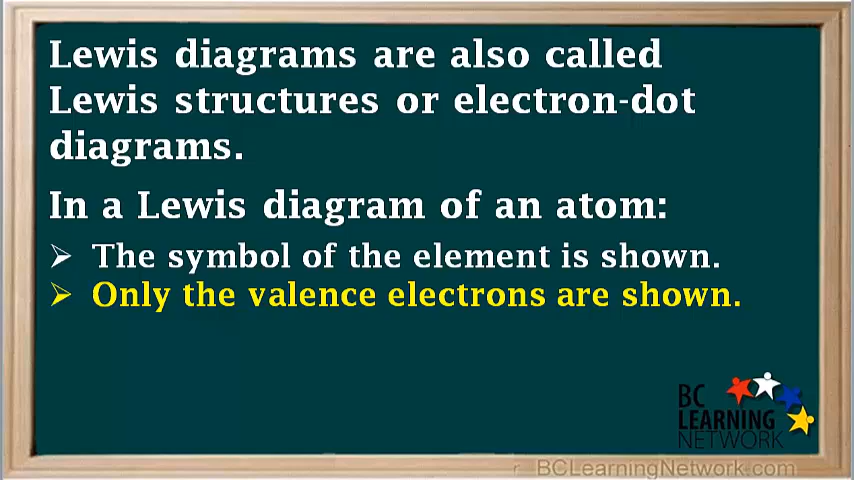 Lewis diagrams are also called
Lewis structures or electron-dot
diagrams.
In a Lewis diagram of an atom:
➢ The symbol of the element is shown.
➢ Only the valence electrons are shown.
BC
LEARNING
NETWORK
r BCLearningNetwork.com